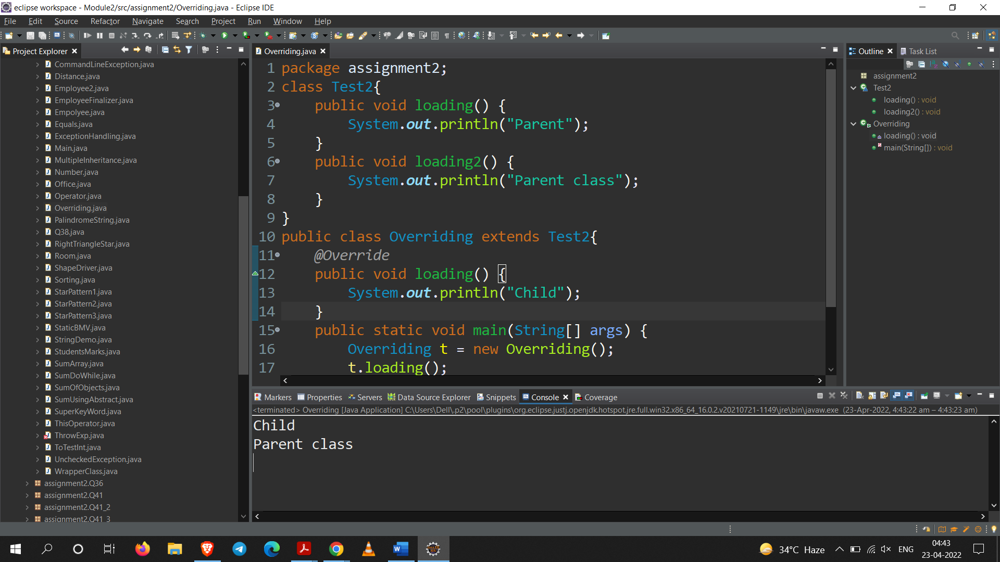 eclipse workspace - Module2/src/assignment2/Overriding.java - Eclipse IDE
File Edit Source Refactor Navigate Search Project Run Window Help
Project Explorer
CommandLineException.java
Distance.java
Employee2.java
EmployeeFinalizer.java
Empolyee.java
Equals.java
ExceptionHandling.java
Main.java
MultipleInheritance.java
Number.java
Office.java
Operator.java
Overriding.java
PalindromeString.java
Q38.java
RightTriangleStar.java
Room.java
ShapeDriver.java
Sorting.java
StarPattern1.java
StarPattern2.java
StarPattern3.java
StaticBMV.java
StringDemo.java
StudentsMarks.java
SumArray.java
SumDoWhile.java
SumOfObjects.java
SumUsingAbstract.java
SuperKeyWord.java
ThisOperator.java
ThrowExp.java
ToTestInt.java
UncheckedException.java
WrapperClass.java
assignment2.Q36
assignment2.Q41
assignment2.Q41_2
assignment2.Q41_3
Overriding.java
1 package assignment2;
2 class Test2{
3 public void loading() {
4 System.out.println("Parent");
5 }
6 public void loading2() {
7 System.out.println("Parent class");
8 }
9 }
10 public class Overriding extends Test2{
11 @Override
12 public void loading() {
13 System.out.println("Child");
14 }
15 public static void main(String[] args) {
16 Overriding t = new Overriding();
17 t.loading();
Outline Task List
assignment2
Test2
loading() : void
loading2() : void
Overriding
loading() : void
main(String[]) : void
Markers Properties Servers Data Source Explorer Snippets Console Coverage
<terminated> Overriding [Java Application] C:\Users\Dell\.p2\pool\plugins\org.eclipse.justj.openjdk.hotspot.jre.full.win32.x86_64_16.0.2.v20210721-1149\jre\bin\javaw.exe (23-Apr-2022, 4:43:22 am – 4:43:23 am)
Child
Parent class
34°C Haze
ENG
04:43
23-04-2022